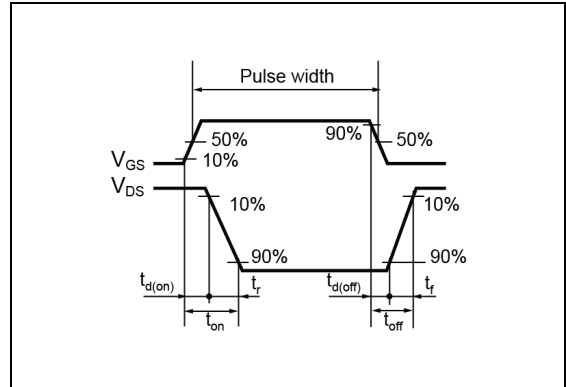 Pulse width
90%
50%
50%
V_GS
10%
V_DS
10%
10%
90%
90%
t_d(on)
t_r
t_d(off)
t_f
t_on
t_off